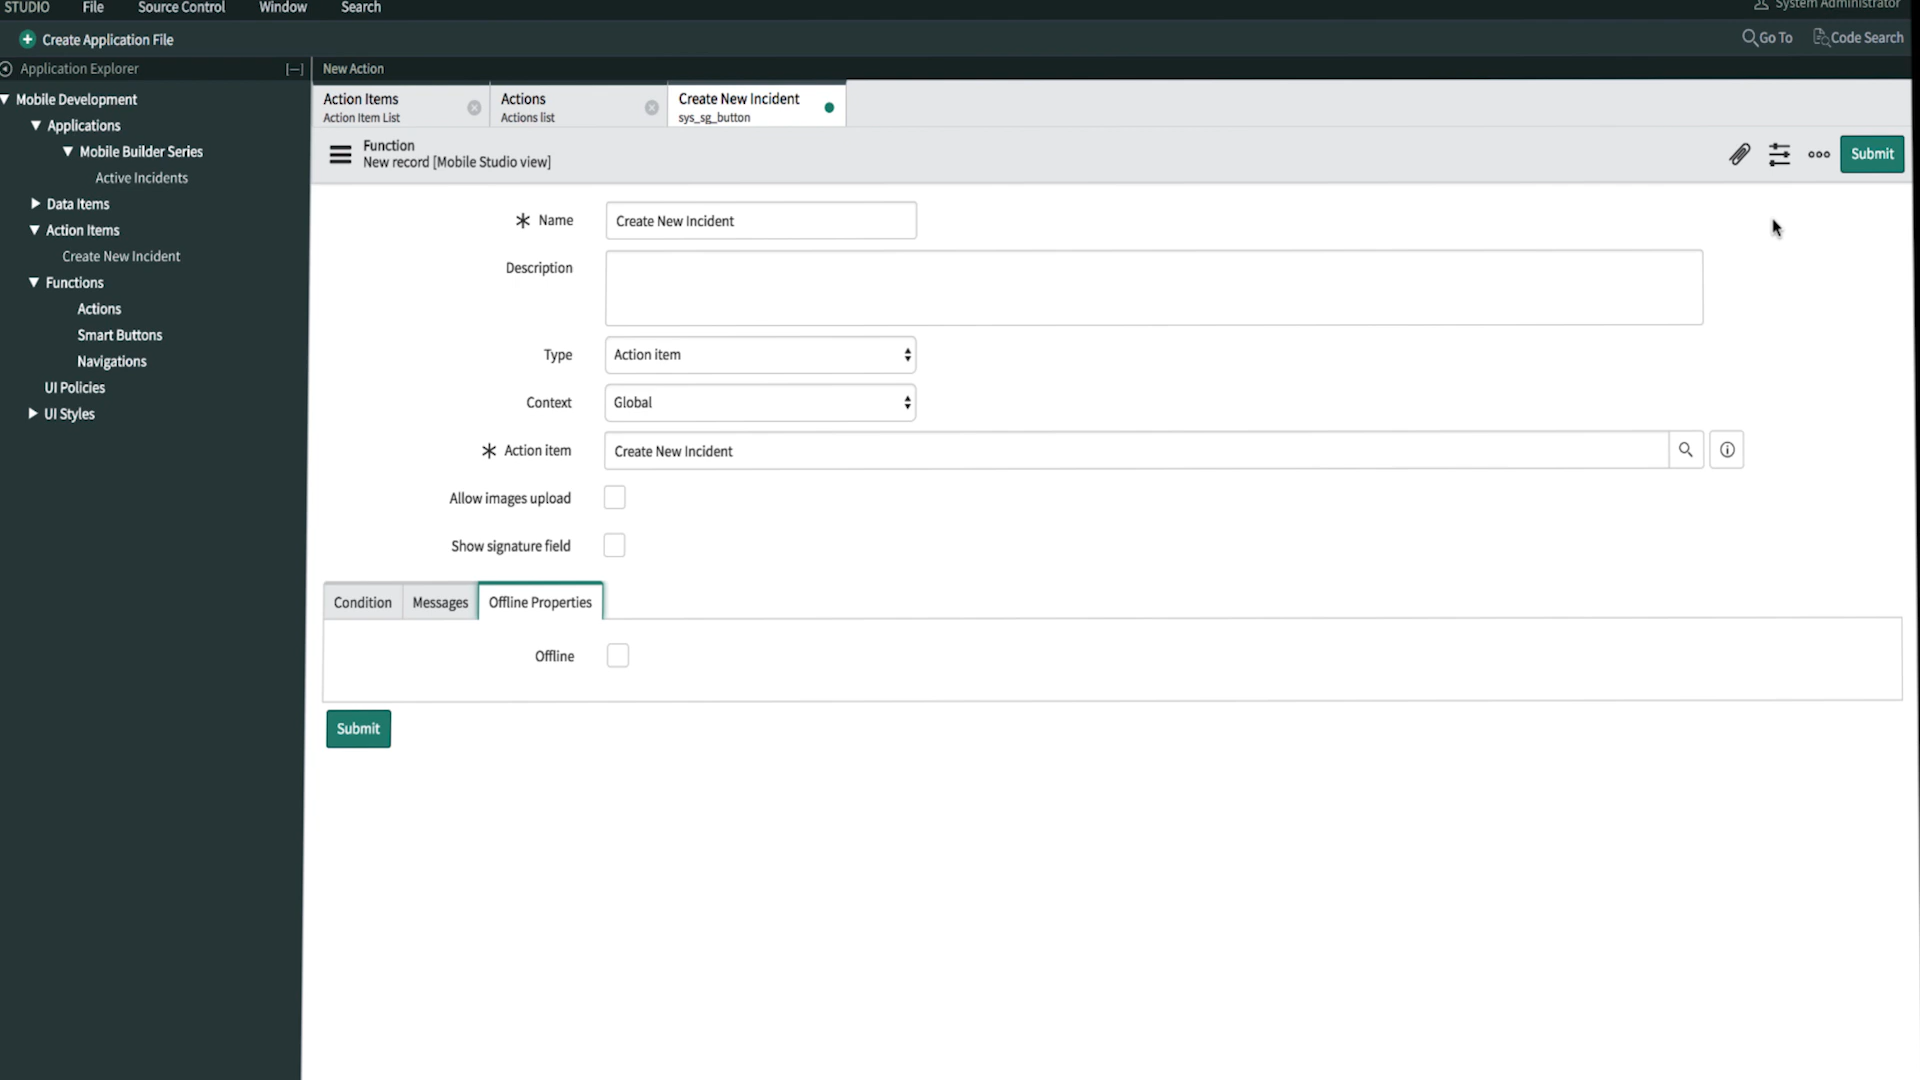 STUDIO File Source Control Window Search System Administrator
Create Application File Go To Code Search
Application Explorer [—] New Action
Mobile Development
Applications
Mobile Builder Series
Active Incidents
Data Items
Action Items
Create New Incident
Functions
Actions
Smart Buttons
Navigations
UI Policies
UI Styles
Action Items
Action Item List
Actions
Actions list
Create New Incident
sys_sg_button
Function
New record [Mobile Studio view]
Submit
Name Create New Incident
Description
Type Action item
Context Global
Action item Create New Incident
Allow images upload
Show signature field
Condition Messages Offline Properties
Offline
Submit